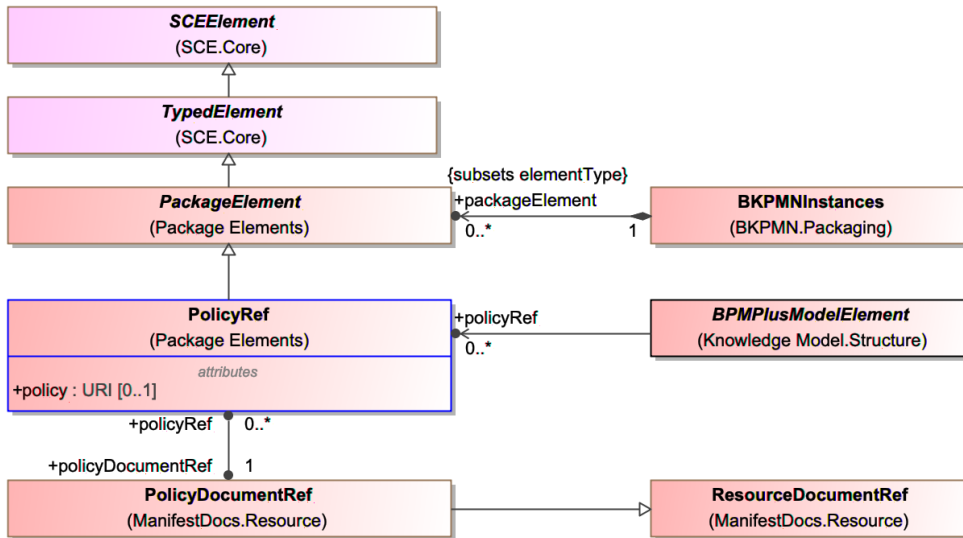 SCEElement
(SCE.Core)
TypedElement
(SCE.Core)
{subsets elementType}
PackageElement
(Package Elements)
+packageElement
0..*
1
BKPMNInstances
(BKPMN.Packaging)
PolicyRef
(Package Elements)
attributes
+policy : URI [0..1]
+policyRef
0..*
BPMPlusModelElement
(Knowledge Model.Structure)
+policyRef
0..*
+policyDocumentRef
1
PolicyDocumentRef
(ManifestDocs.Resource)
ResourceDocumentRef
(ManifestDocs.Resource)